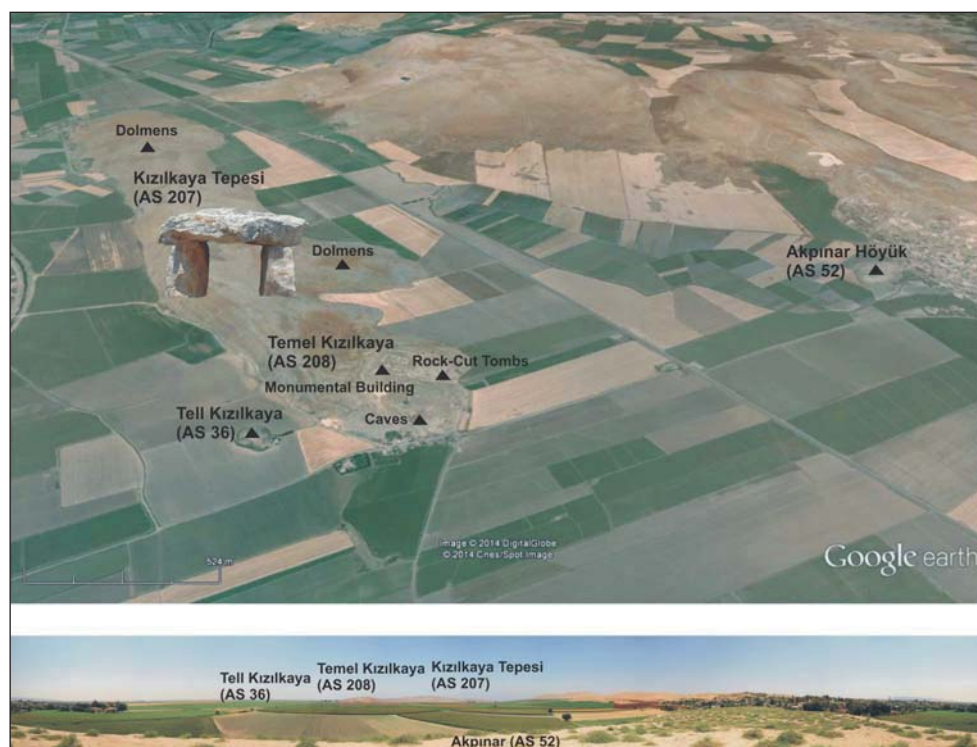 Dolmens
Kızılkaya Tepesi
(AS 207)
Dolmens
Akpınar Höyük
(AS 52)
Temel Kızılkaya
(AS 208)
Rock-Cut Tombs
Monumental Building
Tell Kızılkaya
(AS 36)
Caves
Image © 2014 DigitalGlobe
© 2014 Cnes/Spot Image
524 m
Google earth
Tell Kızılkaya
(AS 36)
Temel Kızılkaya
(AS 208)
Kızılkaya Tepesi
(AS 207)
Akpınar (AS 52)